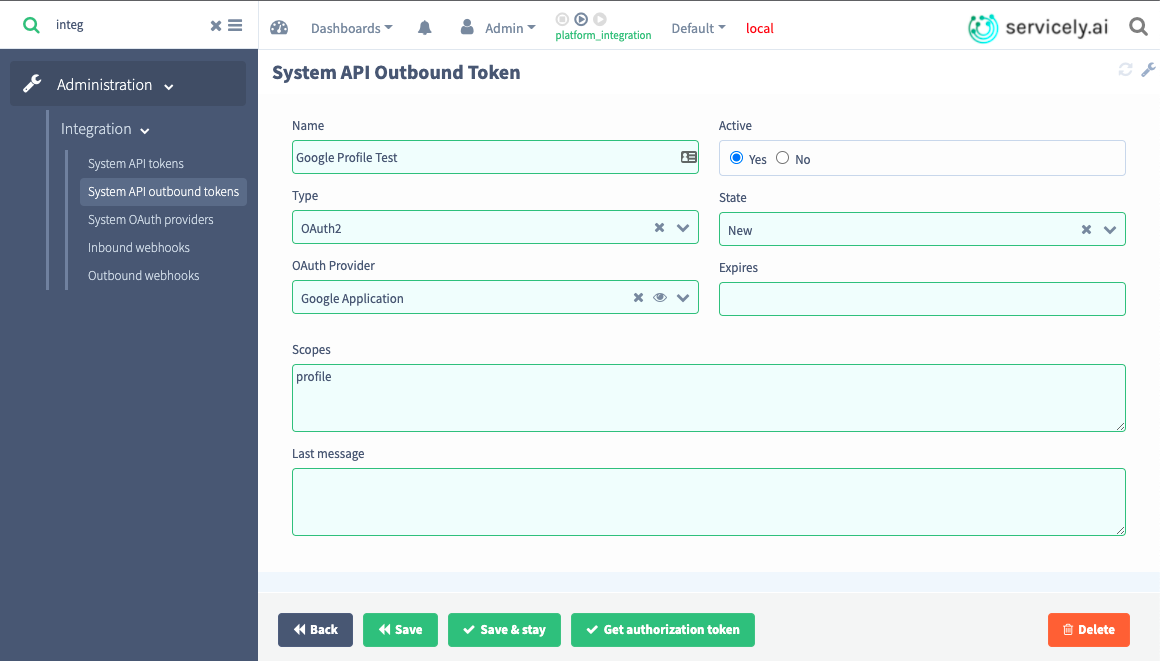 integ
Dashboards
Admin
platform_integration
Default
local
servicely.ai
Administration
Integration
System API tokens
System API outbound tokens
System OAuth providers
Inbound webhooks
Outbound webhooks
System API Outbound Token
Name
Google Profile Test
Active
Yes
No
Type
OAuth2
State
New
OAuth Provider
Google Application
Expires
Scopes
profile
Last message
Back
Save
Save & stay
Get authorization token
Delete